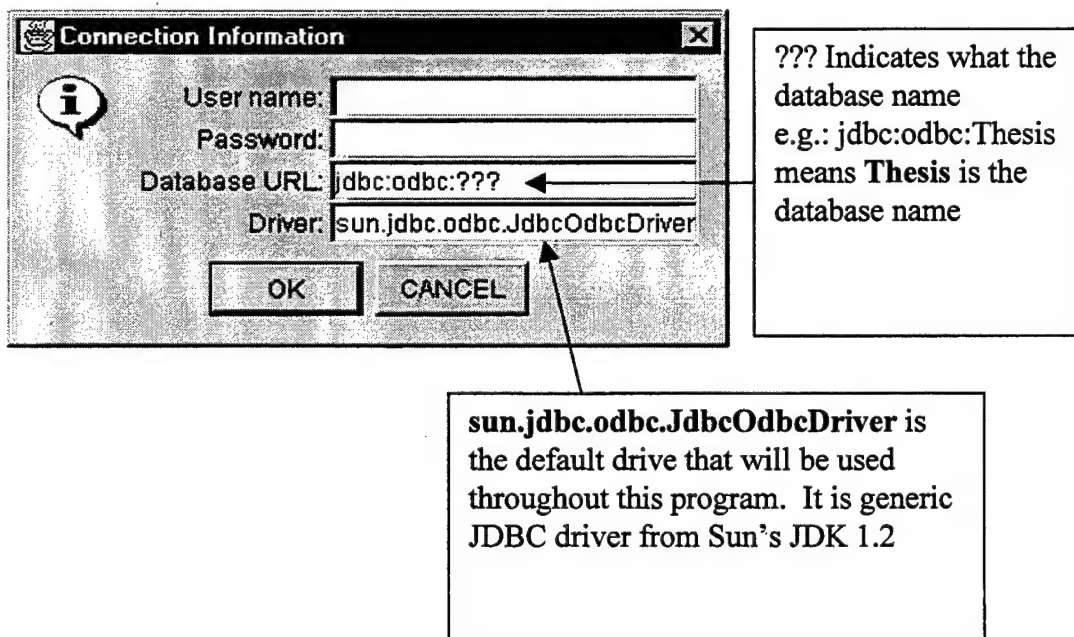 Connection Information
User name:
Password:
Database URL: jdbc:odbc:???
Driver: sun.jdbc.odbc.JdbcOdbcDriver
OK CANCEL
??? Indicates what the
database name
e.g.: jdbc:odbc:Thesis
means Thesis is the
database name
sun.jdbc.odbc.JdbcOdbcDriver is
the default drive that will be used
throughout this program. It is generic
JDBC driver from Sun's JDK 1.2